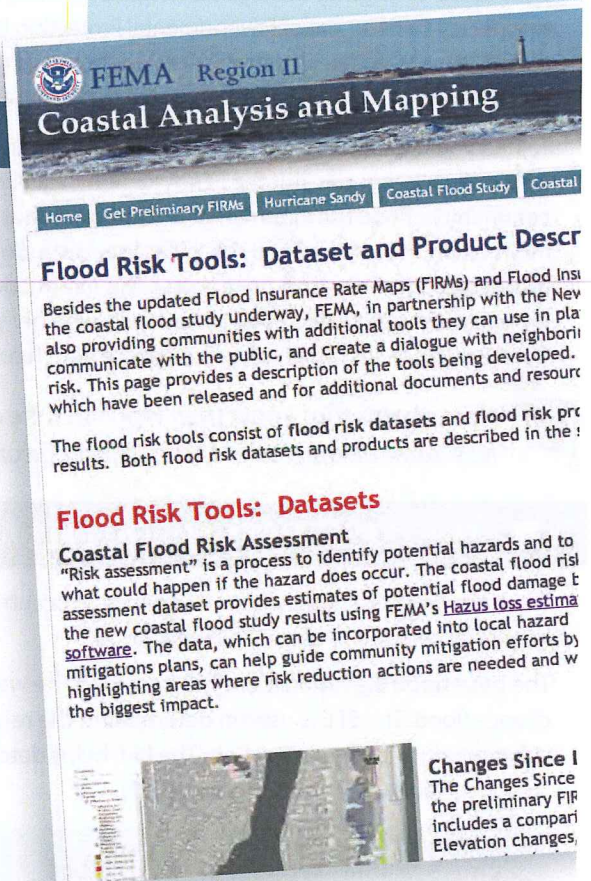 FEMA Region II
Coastal Analysis and Mapping
Home Get Preliminary FIRMs Hurricane Sandy Coastal Flood Study Coastal
Flood Risk Tools: Dataset and Product Descr
Besides the updated Flood Insurance Rate Maps (FIRMs) and Flood Insu
the coastal flood study underway, FEMA, in partnership with the New
also providing communities with additional tools they can use in pla
communicate with the public, and create a dialogue with neighborin
risk. This page provides a description of the tools being developed.
which have been released and for additional documents and resourc
The flood risk tools consist of flood risk datasets and flood risk pro
results. Both flood risk datasets and products are described in the s
Flood Risk Tools: Datasets
Coastal Flood Risk Assessment
“Risk assessment” is a process to identify potential hazards and to
what could happen if the hazard does occur. The coastal flood risk
assessment dataset provides estimates of potential flood damage b
the new coastal flood study results using FEMA's Hazus loss estima
software. The data, which can be incorporated into local hazard
mitigations plans, can help guide community mitigation efforts by
highlighting areas where risk reduction actions are needed and w
the biggest impact.
Changes Since L
The Changes Since
the preliminary FIR
includes a compari
Elevation changes,